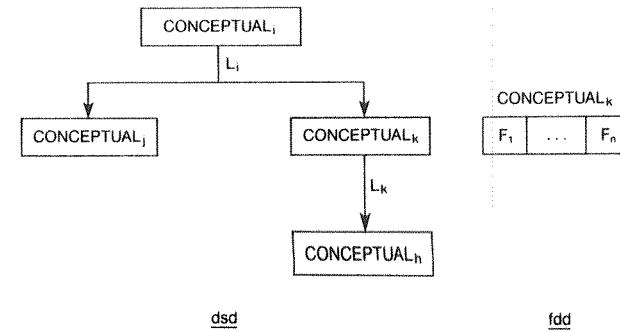 CONCEPTUALᵢ
Lᵢ
CONCEPTUALₖ
CONCEPTUALⱼ
CONCEPTUALₖ
F₁ . . . Fₙ
Lₖ
CONCEPTUALₕ
dsd
fdd